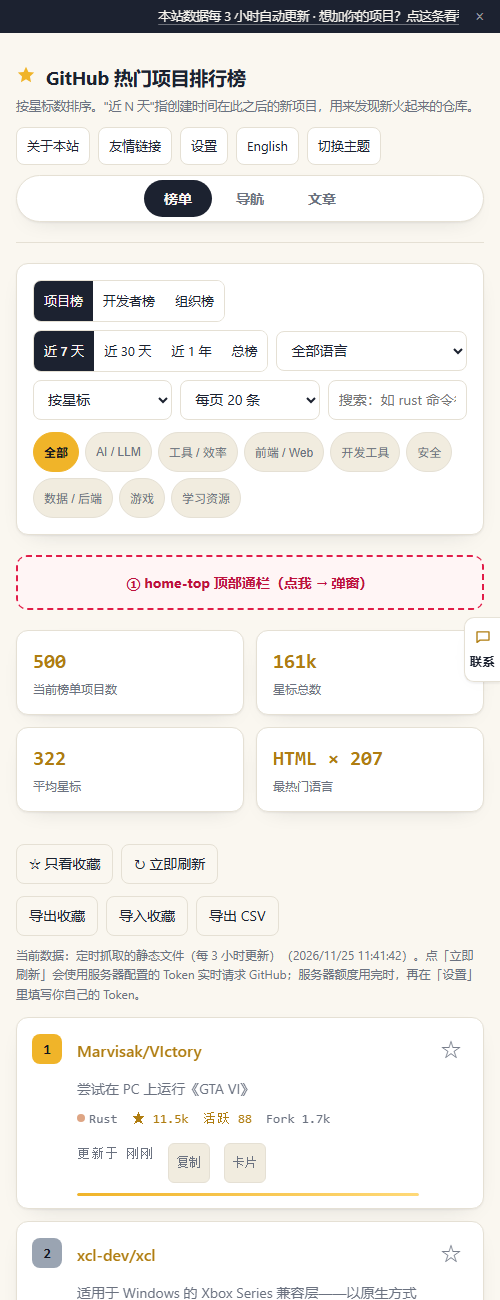 本站数据每 3 小时自动更新 · 想加你的项目？点这条看
×
GitHub 热门项目排行榜
按星标数排序。"近 N 天"指创建时间在此之后的新项目，用来发现新火起来的仓库。
关于本站 友情链接 设置 English 切换主题
榜单 导航 文章
项目榜 开发者榜 组织榜
近 7 天 近 30 天 近 1 年 总榜 全部语言
按星标 每页 20 条 搜索：如 rust 命令
全部 AI / LLM 工具 / 效率 前端 / Web 开发工具 安全
数据 / 后端 游戏 学习资源
① home-top 顶部通栏（点我 → 弹窗）
500 161k
当前榜单项目数 星标总数
联系
322 HTML × 207
平均星标 最热门语言
☆ 只看收藏 ↻ 立即刷新
导出收藏 导入收藏 导出 CSV
当前数据：定时抓取的静态文件（每 3 小时更新）（2026/11/25 11:41:42）。点「立即
刷新」会使用服务器配置的 Token 实时请求 GitHub；服务器额度用完时，再在「设置」
里填写你自己的 Token。
1 Marvisak/VIctory ☆
尝试在 PC 上运行《GTA VI》
Rust ★ 11.5k 活跃 88 Fork 1.7k
更新于 刚刚 复制 卡片
2 xcl-dev/xcl ☆
适用于 Windows 的 Xbox Series 兼容层——以原生方式